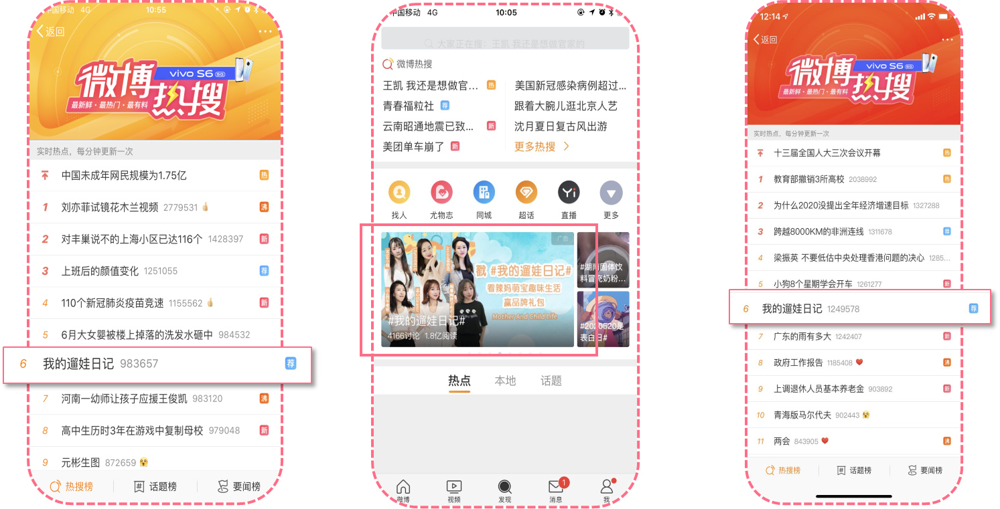 中国移动 10:55
返回
微博
vivo S6 5G
热搜
最新鲜·最热门·最有料
实时热点，每分钟更新一次
中国未成年网民规模为1.75亿 热
1 刘亦菲试镜花木兰视频 2779531 沸
2 对丰巢说不的上海小区已达116个 1428397 新
3 上班后的颜值变化 1251055 荐
4 110个新冠肺炎疫苗竞速 1155562 新
5 6月大女婴被楼上掉落的洗发水砸中 984532
6 我的遛娃日记 983657 荐
7 河南一幼师让孩子应援王俊凯 983120 沸
8 高中生历时3年在游戏中复制母校 979048 新
9 元彬生图 872659
热搜榜 话题榜 要闻榜
中国移动 4G 10:05
大家正在搜：王凯 我还是想做官家的
微博热搜
王凯 我还是想做官... 热 美国新冠感染病例超过...
青春福粒社 荐 跟着大腕儿逛北京人艺
云南昭通地震已致... 新 沈月夏日复古风出游
美团单车崩了 新 更多热搜
找人 尤物志 同城 超话 直播 更多
广告
戳 #我的遛娃日记#
看辣妈萌宝趣味生活
赢品牌礼包
Mother And Child Life
#我的遛娃日记#
4166讨论 1.8亿阅读
#湖南固体饮
料冒充奶粉...
#20200520是
表白日#
热点 本地 话题
微博 视频 发现 消息 1 我
12:14
返回
微博
vivo S6 5G
热搜
最新鲜·最热门·最有料
实时热点，每分钟更新一次
十三届全国人大三次会议开幕 热
1 教育部撤销3所高校 2038992 热
2 为什么2020没提出全年经济增速目标 1327288
3 跨越8000KM的非洲连线 1311678 荐
4 梁振英 不要低估中央处理香港问题的决心 1285...
5 小狗8个星期学会开车 1261277 新
6 我的遛娃日记 1249578 荐
7 广东的雨有多大 1242407 新
8 政府工作报告 1185408 沸
9 上调退休人员基本养老金 903892 新
10 青海版马尔代夫 902443
11 两会 843905 沸
热搜榜 话题榜 要闻榜